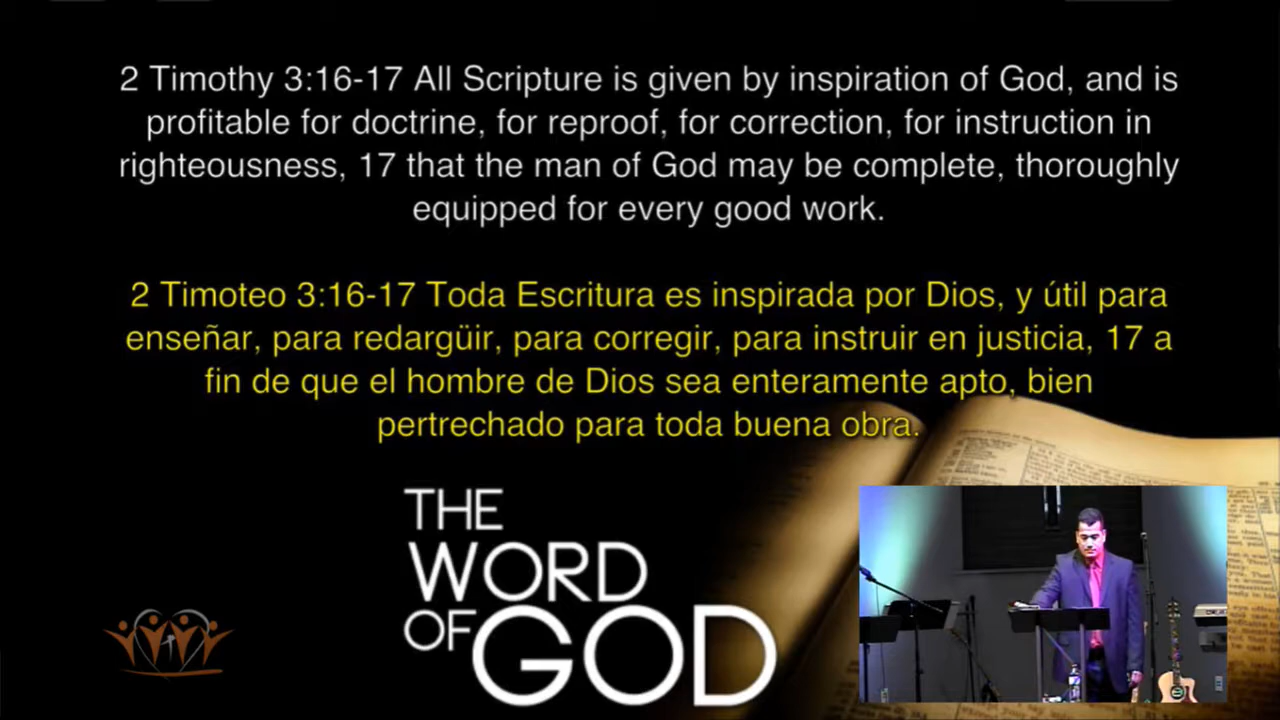 2 Timothy 3:16-17 All Scripture is given by inspiration of God, and is
profitable for doctrine, for reproof, for correction, for instruction in
righteousness, 17 that the man of God may be complete, thoroughly
equipped for every good work.
2 Timoteo 3:16-17 Toda Escritura es inspirada por Dios, y útil para
enseñar, para redargüir, para corregir, para instruir en justicia, 17 a
fin de que el hombre de Dios sea enteramente apto, bien
pertrechado para toda buena obra.
THE
WORD
OF GOD